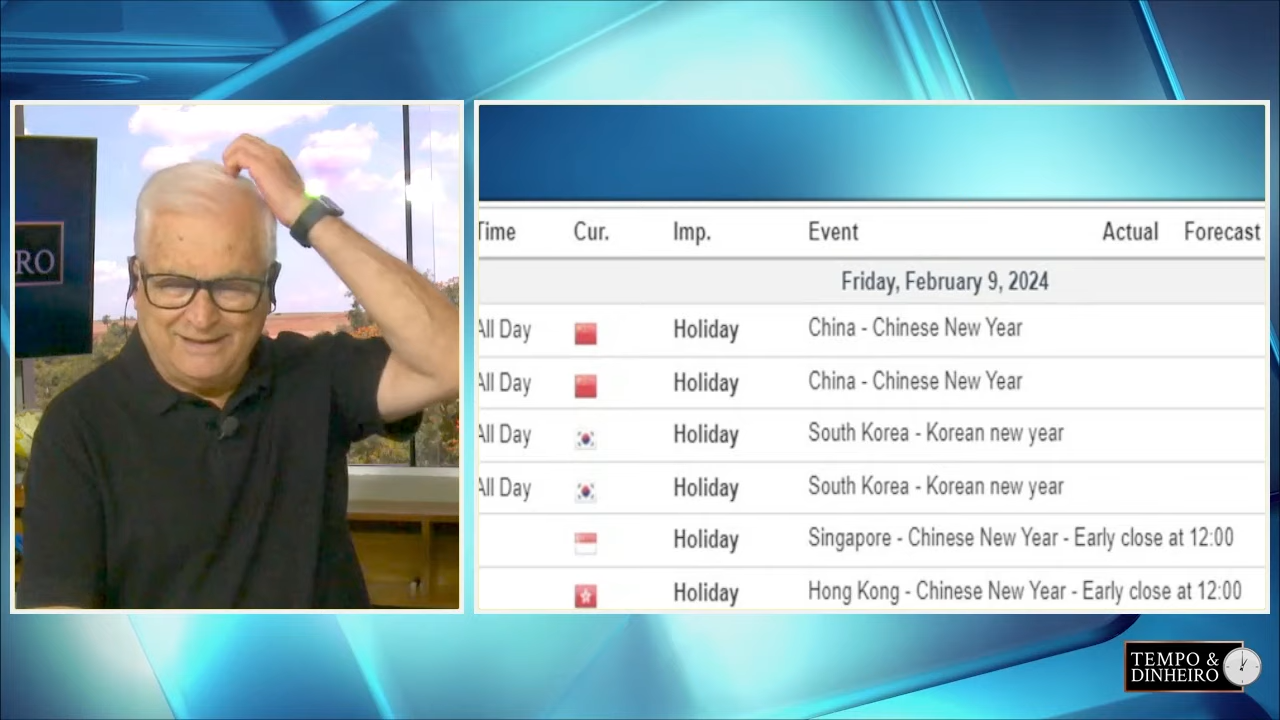 RO
Time Cur. Imp. Event Actual Forecast
Friday, February 9, 2024
All Day Holiday China - Chinese New Year
All Day Holiday China - Chinese New Year
All Day Holiday South Korea - Korean new year
All Day Holiday South Korea - Korean new year
Holiday Singapore - Chinese New Year - Early close at 12:00
Holiday Hong Kong - Chinese New Year - Early close at 12:00
TEMPO &
DINHEIRO